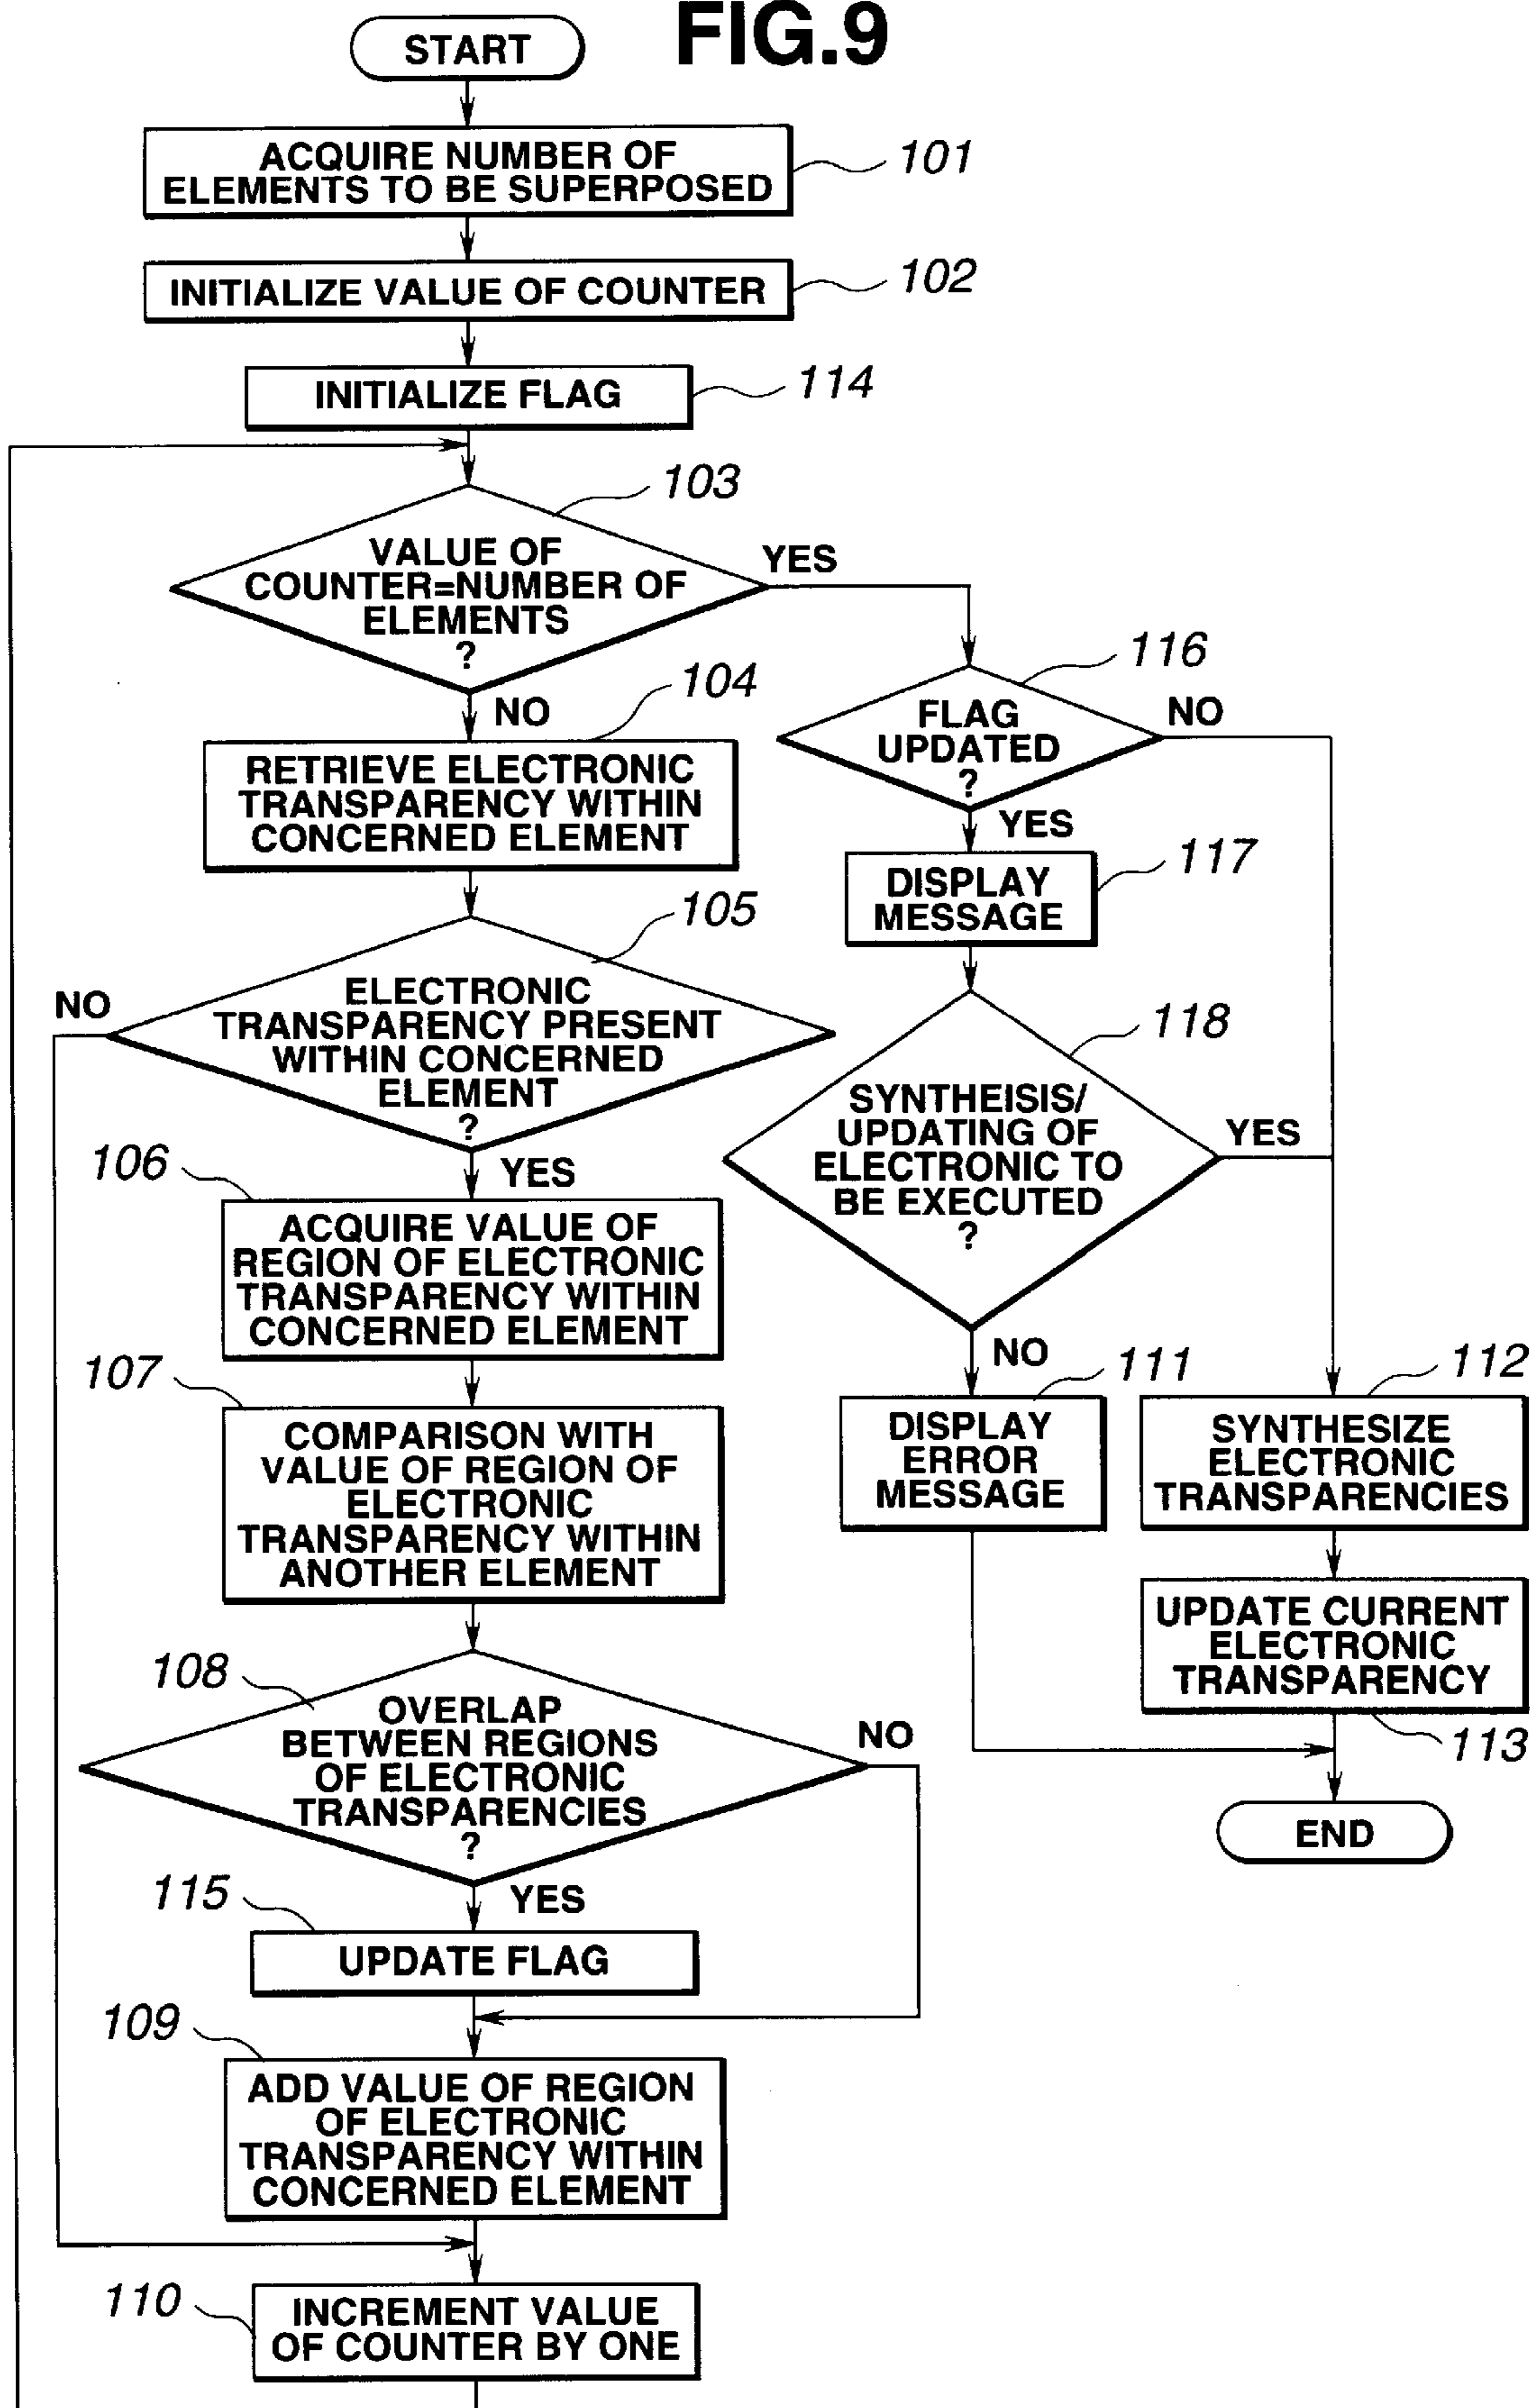 FIG.9
START
ACQUIRE NUMBER OF
ELEMENTS TO BE SUPERPOSED
101
INITIALIZE VALUE OF COUNTER
102
INITIALIZE FLAG
114
103
VALUE OF
COUNTER=NUMBER OF
ELEMENTS
?
YES
NO
104
RETRIEVE ELECTRONIC
TRANSPARENCY WITHIN
CONCERNED ELEMENT
105
NO
ELECTRONIC
TRANSPARENCY PRESENT
WITHIN CONCERNED
ELEMENT
?
YES
106
ACQUIRE VALUE OF
REGION OF ELECTRONIC
TRANSPARENCY WITHIN
CONCERNED ELEMENT
107
COMPARISON WITH
VALUE OF REGION OF
ELECTRONIC
TRANSPARENCY WITHIN
ANOTHER ELEMENT
108
OVERLAP
BETWEEN REGIONS
OF ELECTRONIC
TRANSPARENCIES
?
NO
YES
115
UPDATE FLAG
109
ADD VALUE OF REGION
OF ELECTRONIC
TRANSPARENCY WITHIN
CONCERNED ELEMENT
110
INCREMENT VALUE
OF COUNTER BY ONE
116
FLAG
UPDATED
?
NO
YES
117
DISPLAY
MESSAGE
118
SYNTHEISIS/
UPDATING OF
ELECTRONIC TO
BE EXECUTED
?
YES
NO
111
DISPLAY
ERROR
MESSAGE
112
SYNTHESIZE
ELECTRONIC
TRANSPARENCIES
UPDATE CURRENT
ELECTRONIC
TRANSPARENCY
113
END